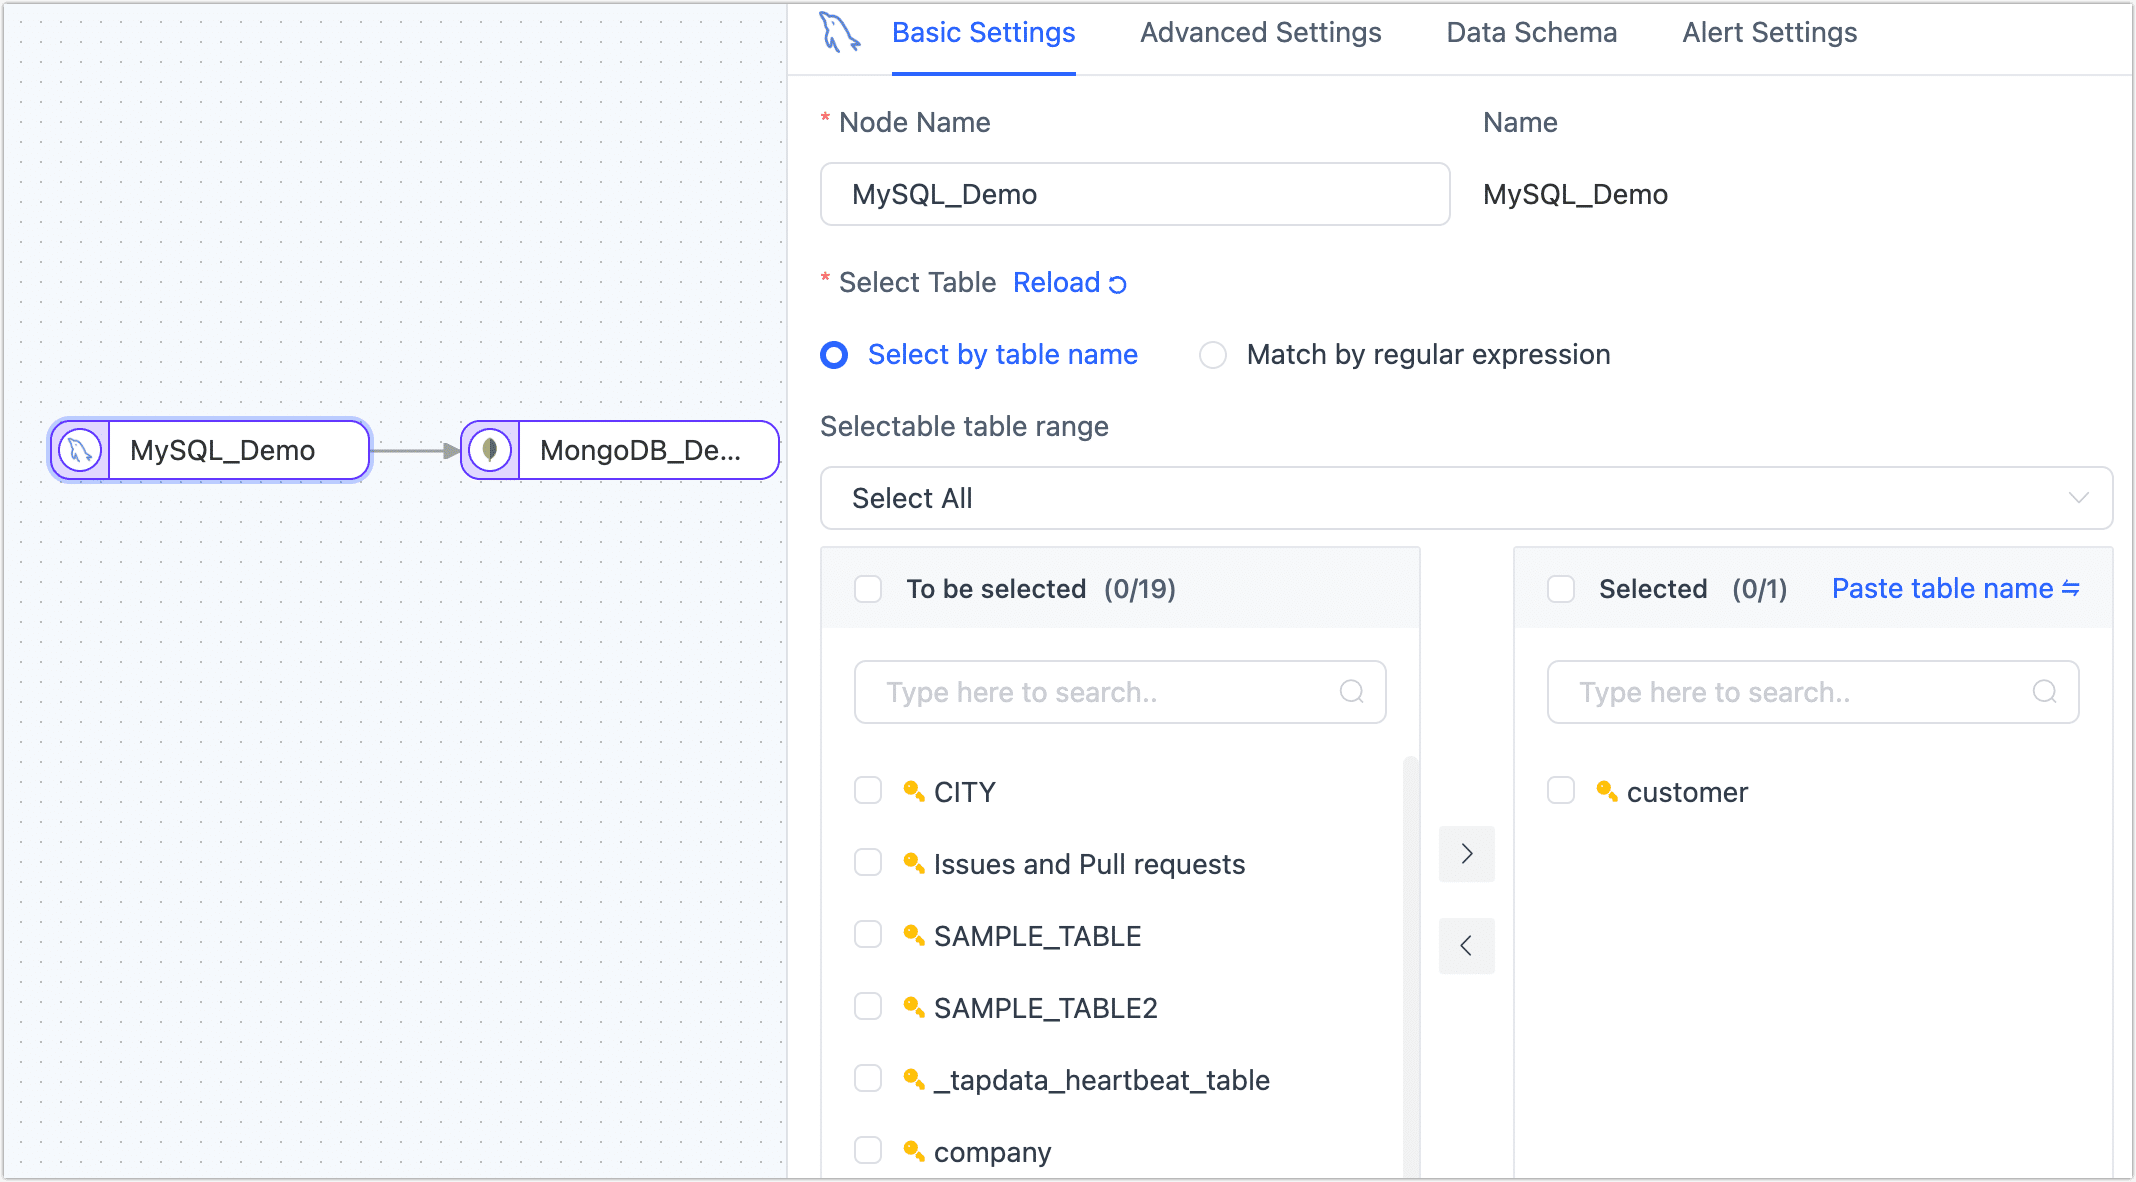 Basic Settings Advanced Settings Data Schema Alert Settings
* Node Name Name
MySQL_Demo MySQL_Demo
* Select Table Reload
Select by table name Match by regular expression
Selectable table range
MySQL_Demo MongoDB_De...
Select All
To be selected (0/19) Selected (0/1) Paste table name
Type here to search.. Type here to search..
CITY customer
Issues and Pull requests
SAMPLE_TABLE
SAMPLE_TABLE2
_tapdata_heartbeat_table
company